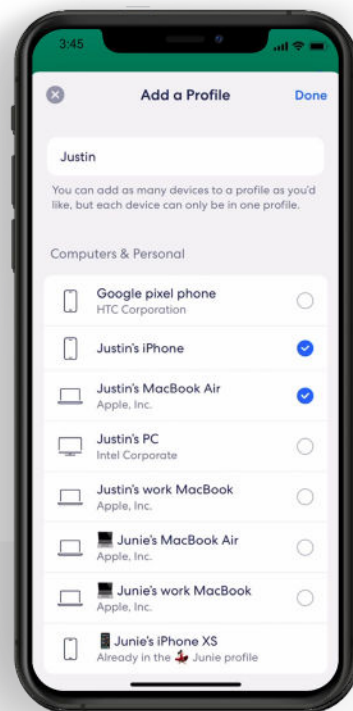 3:45
Add a Profile
Done
Justin
You can add as many devices to a profile as you'd
like, but each device can only be in one profile.
Computers & Personal
Google pixel phone
HTC Corporation
Justin's iPhone
Justin's MacBook Air
Apple, Inc.
Justin's PC
Intel Corporate
Justin's work MacBook
Apple, Inc.
💻 Junie's MacBook Air
Apple, Inc.
💻 Junie's work MacBook
Apple, Inc.
📱 Junie's iPhone XS
Already in the 💃 Junie profile